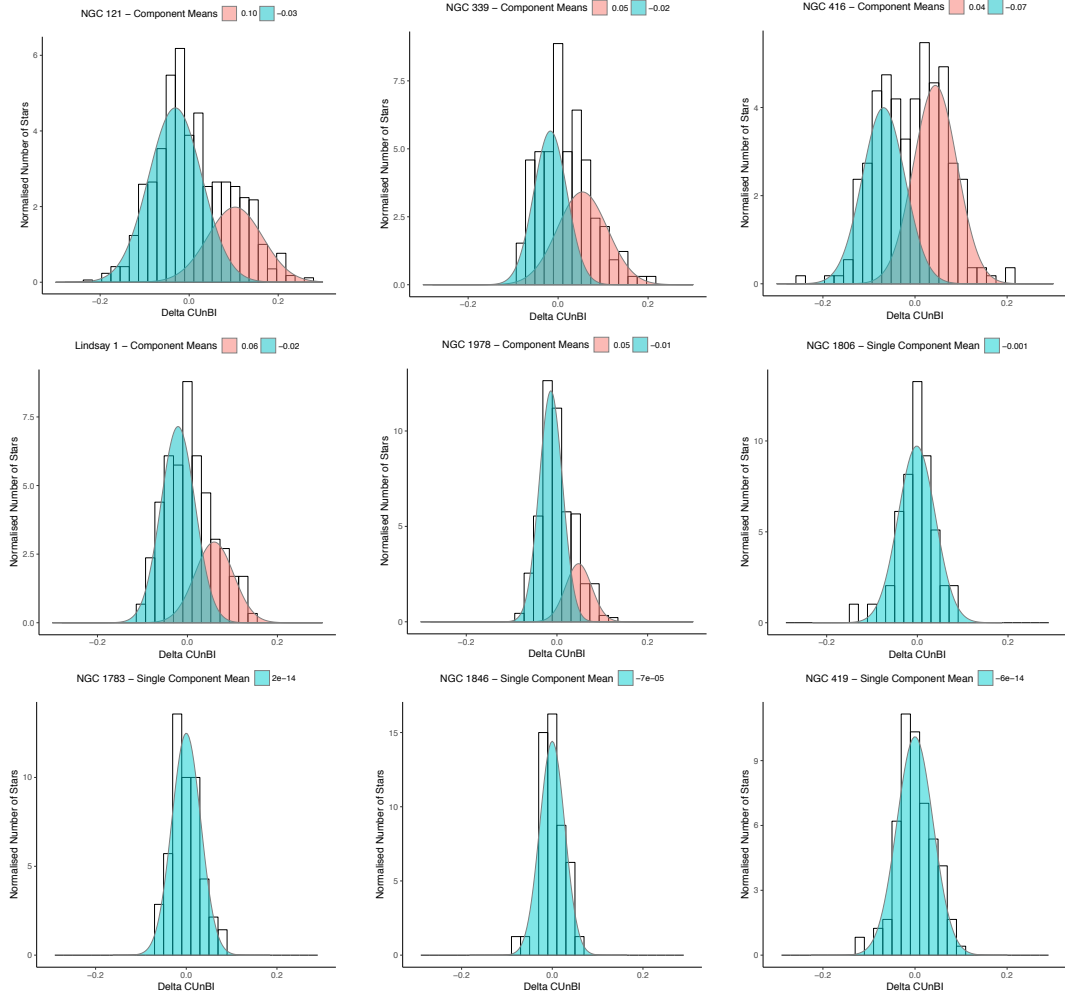 NGC 121 − Component Means 0.10 −0.03
Normalised Number of Stars
6
4
2
0
−0.2 0.0 0.2
Delta CUnBI
NGC 339 − Component Means 0.05 −0.02
Normalised Number of Stars
7.5
5.0
2.5
0.0
−0.2 0.0 0.2
Delta CUnBI
NGC 416 − Component Means 0.04 −0.07
Normalised Number of Stars
4
2
0
−0.2 0.0 0.2
Delta CUnBI
Lindsay 1 − Component Means 0.06 −0.02
Normalised Number of Stars
7.5
5.0
2.5
0.0
−0.2 0.0 0.2
Delta CUnBI
NGC 1978 − Component Means 0.05 −0.01
Normalised Number of Stars
10
5
0
−0.2 0.0 0.2
Delta CUnBI
NGC 1806 − Single Component Mean −0.001
Normalised Number of Stars
10
5
0
−0.2 0.0 0.2
Delta CUnBI
NGC 1783 − Single Component Mean 2e−14
Normalised Number of Stars
10
5
0
−0.2 0.0 0.2
Delta CUnBI
NGC 1846 − Single Component Mean −7e−05
Normalised Number of Stars
15
10
5
0
−0.2 0.0 0.2
Delta CUnBI
NGC 419 − Single Component Mean −6e−14
Normalised Number of Stars
9
6
3
0
−0.2 0.0 0.2
Delta CUnBI